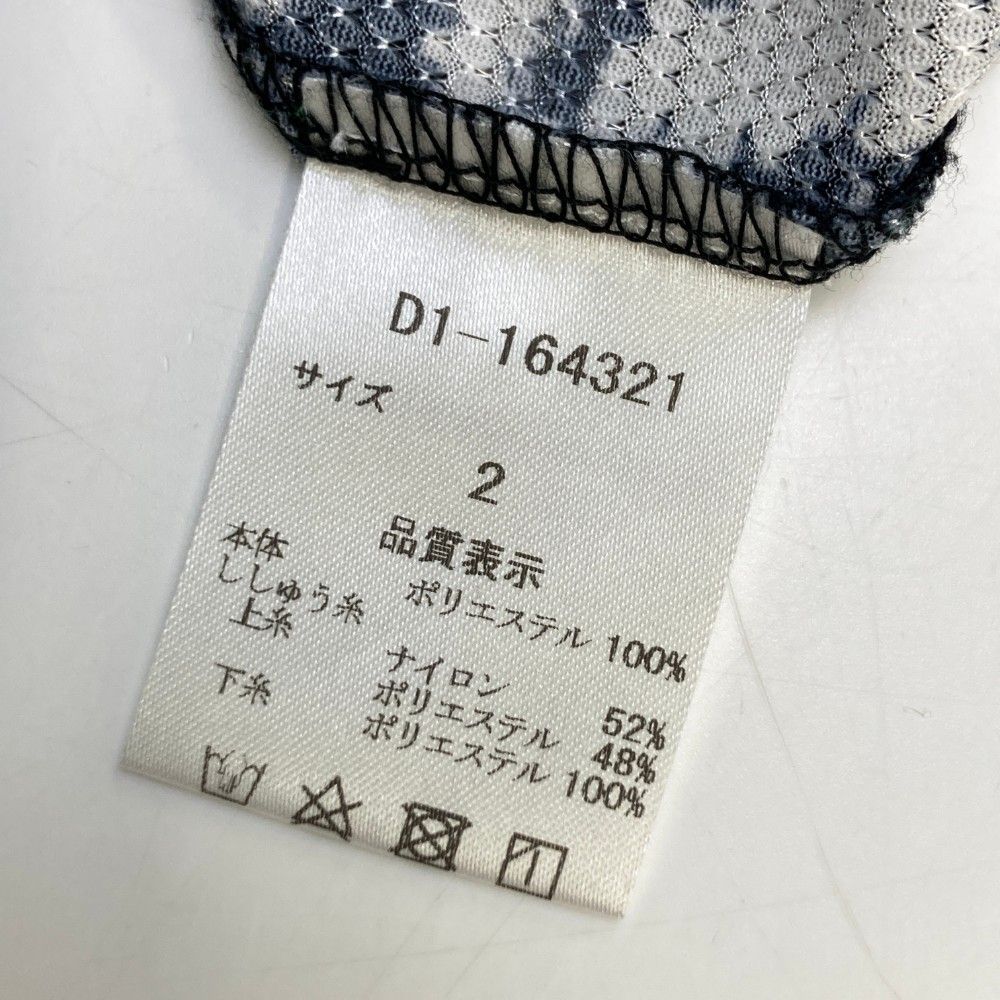 D1-164321
サイズ
2
品質表示
本体 ポリエステル 100%
ししゅう糸
上糸 ナイロン 52%
ポリエステル 48%
下糸 ポリエステル 100%